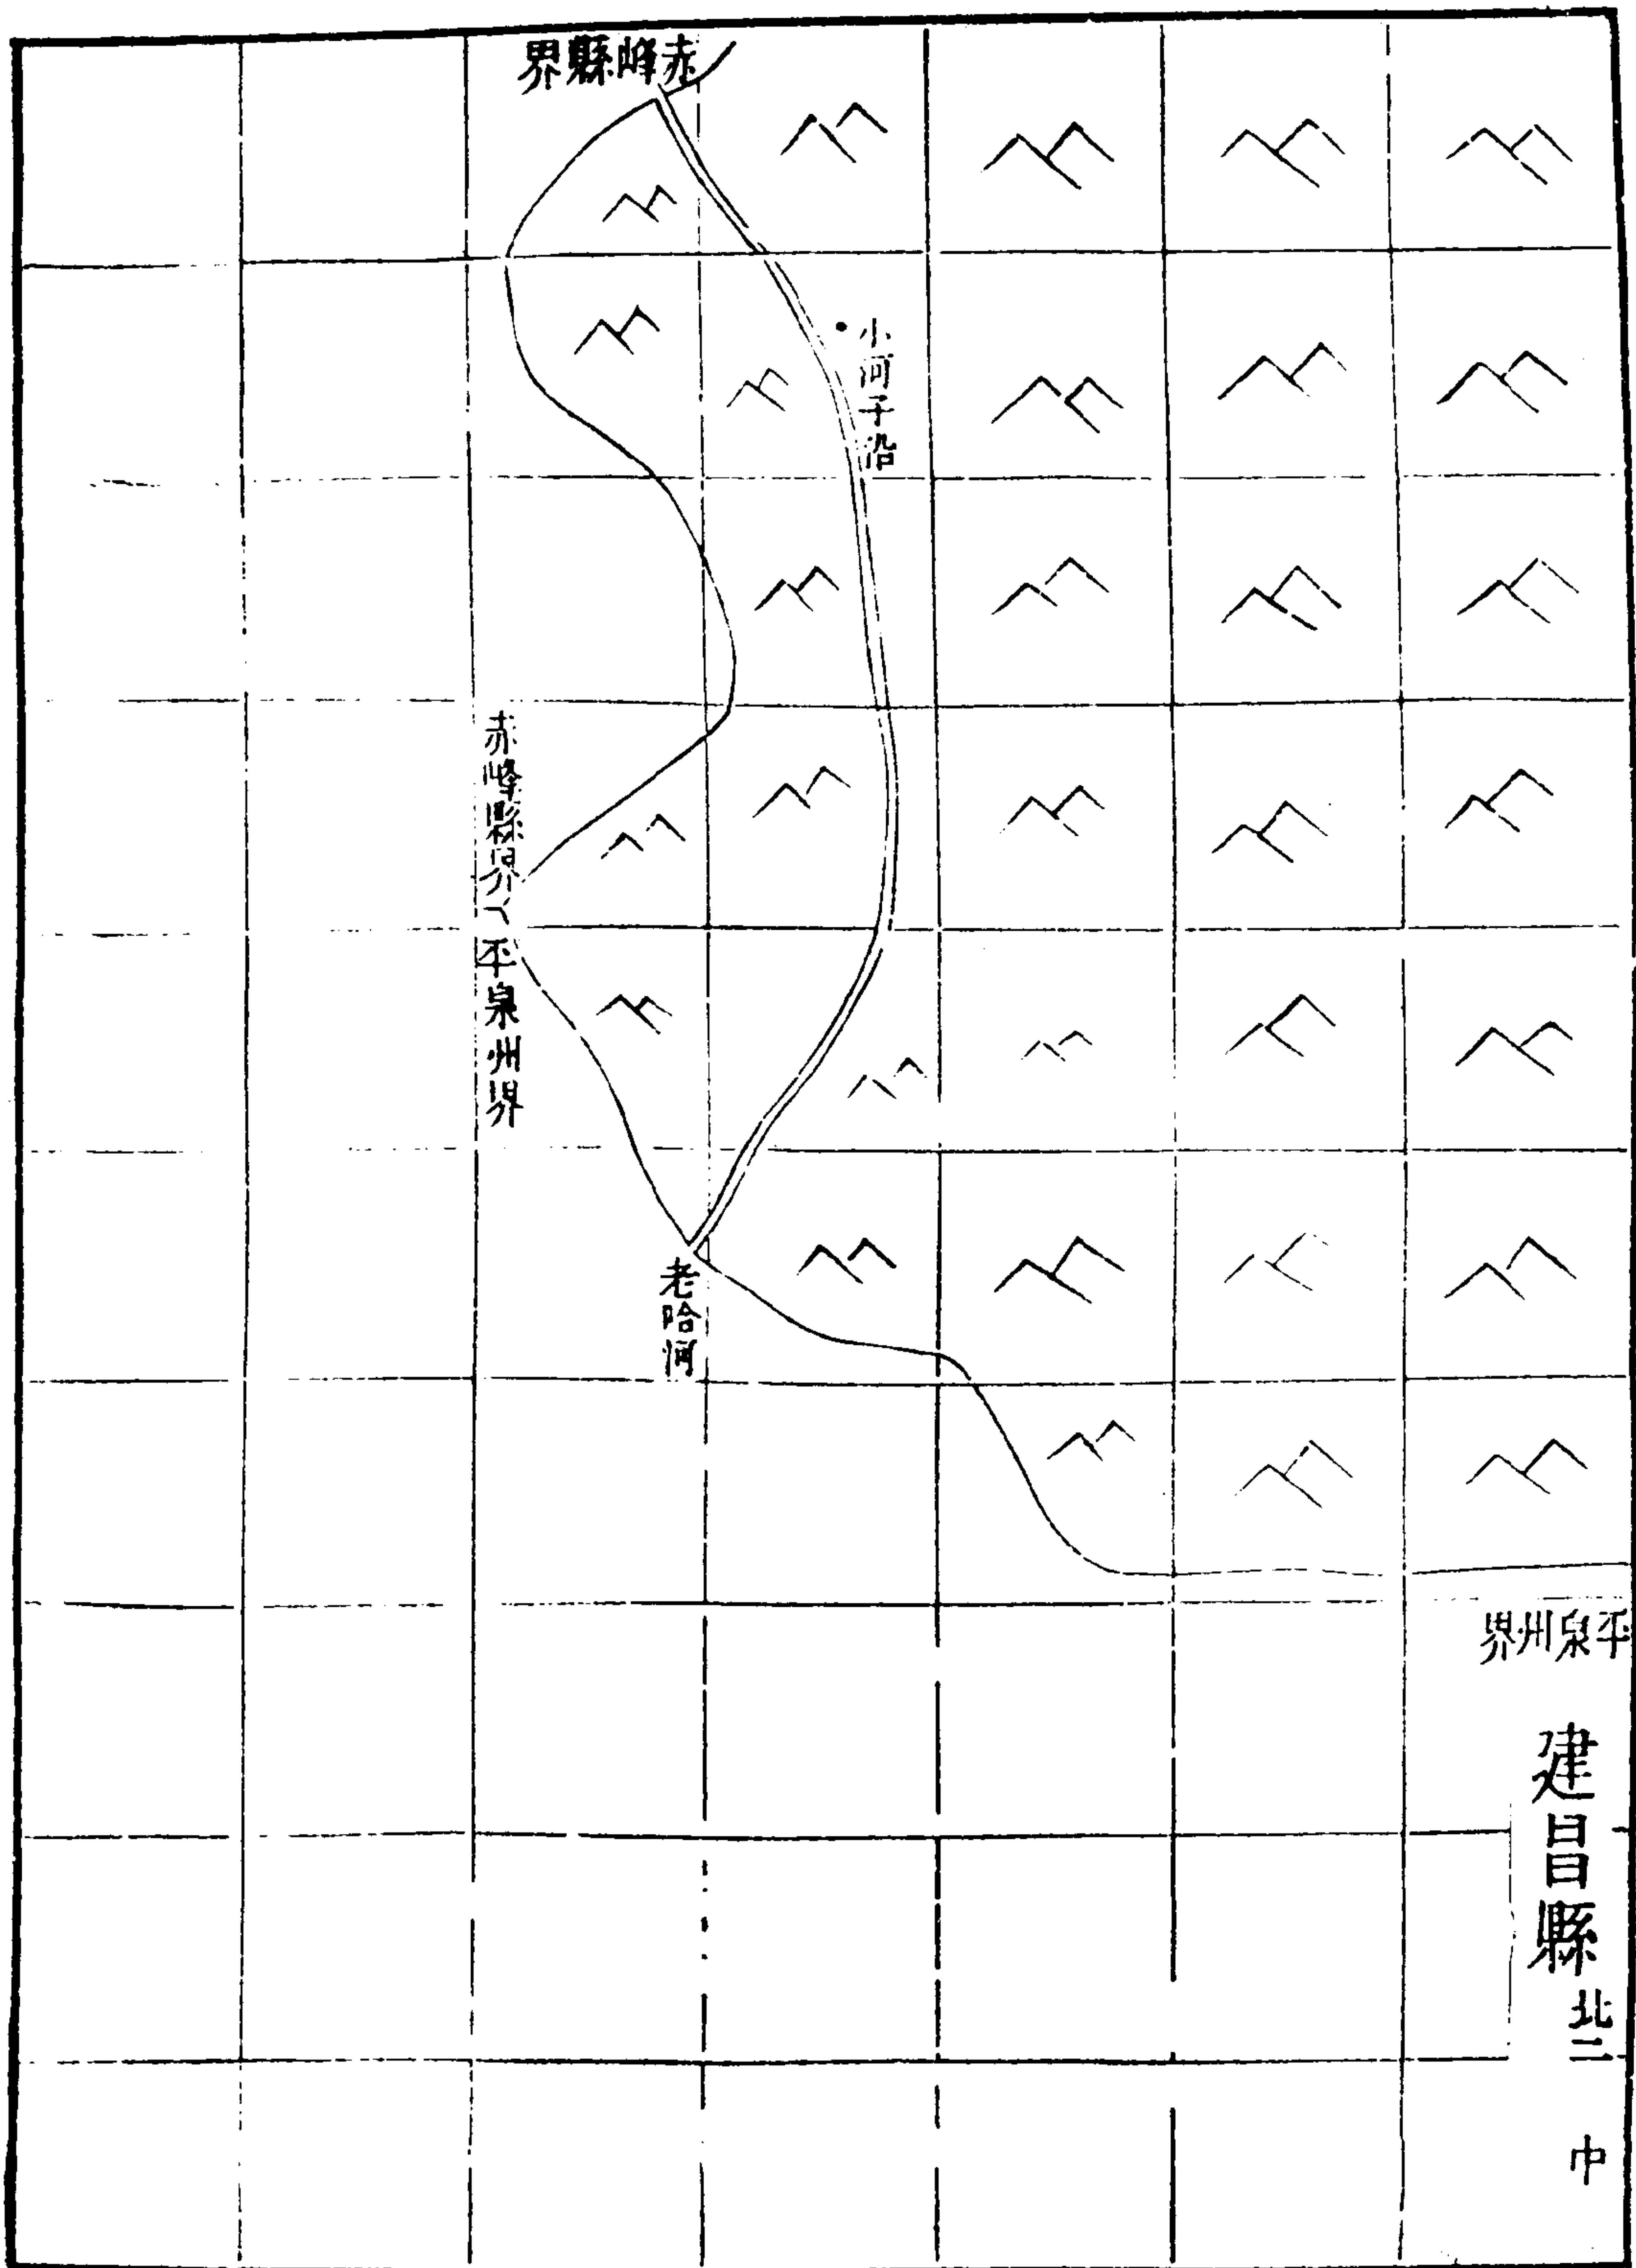 赤峰縣界
小河子沿
赤峰縣界
平泉州界
老哈河
平泉州界
建昌縣 北二 中